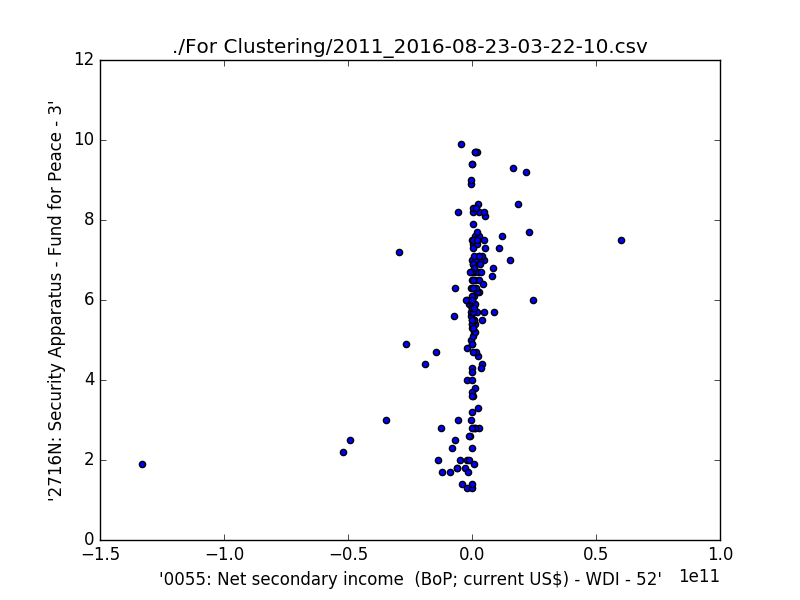 ./For Clustering/2011_2016-08-23-03-22-10.csv
'2716N: Security Apparatus - Fund for Peace - 3'
12
10
8
6
4
2
0
−1.5 −1.0 −0.5 0.0 0.5 1.0
1e11
'0055: Net secondary income  (BoP; current US$) - WDI - 52'